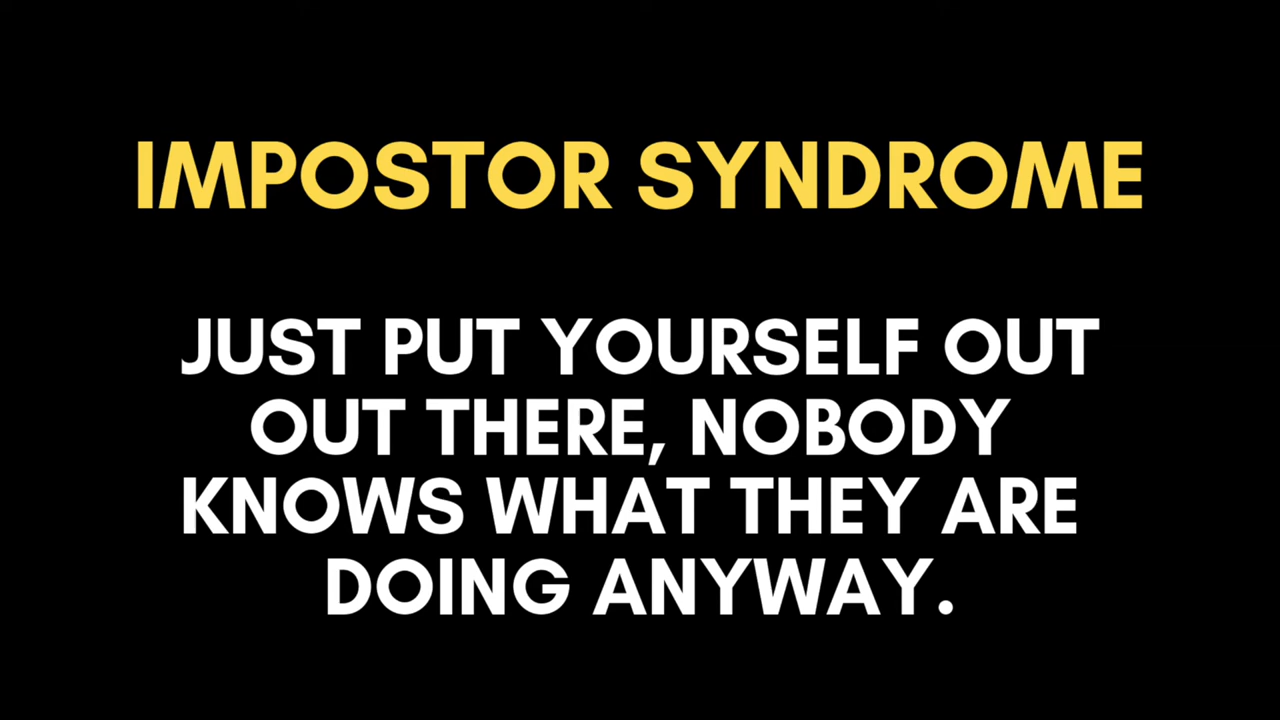 IMPOSTOR SYNDROME
JUST PUT YOURSELF OUT
OUT THERE, NOBODY
KNOWS WHAT THEY ARE
DOING ANYWAY.